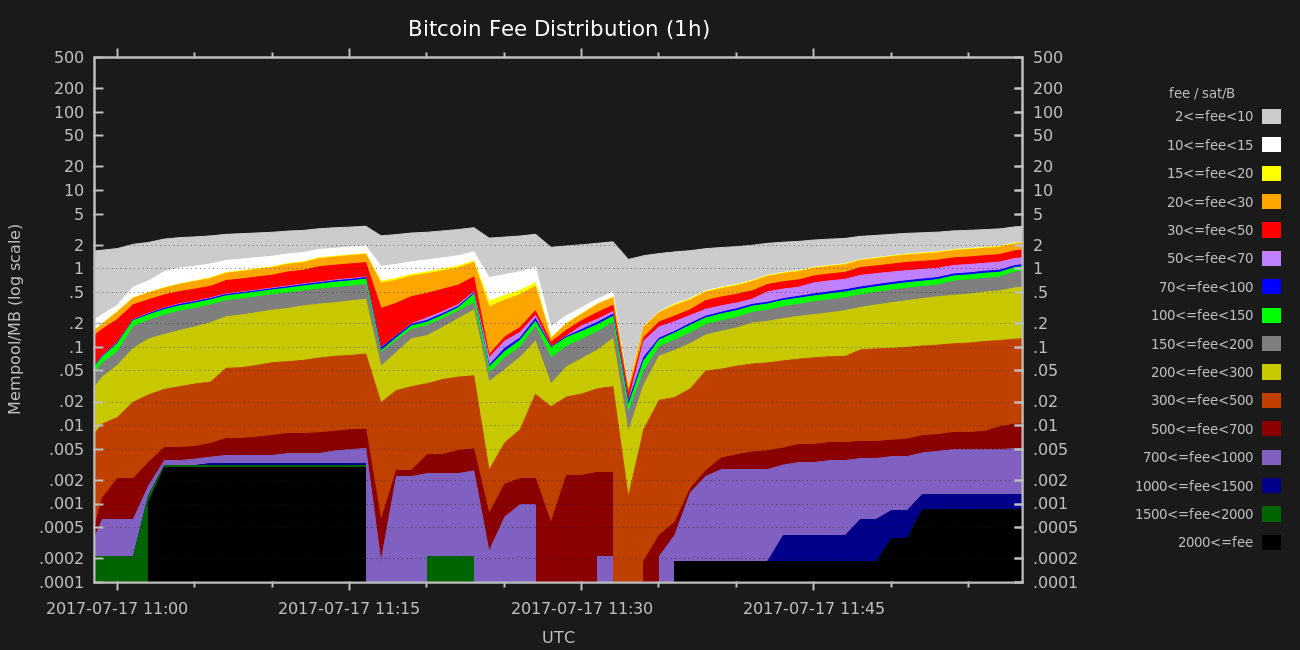 Bitcoin Fee Distribution (1h)
Mempool/MB (log scale)
500
200
100
50
20
10
5
2
1
.5
.2
.1
.05
.02
.01
.005
.002
.001
.0005
.0002
.0001
500
200
100
50
20
10
5
2
1
.5
.2
.1
.05
.02
.01
.005
.002
.001
.0005
.0002
.0001
2017-07-17 11:00
2017-07-17 11:15
2017-07-17 11:30
2017-07-17 11:45
UTC
fee / sat/B
2<=fee<10
10<=fee<15
15<=fee<20
20<=fee<30
30<=fee<50
50<=fee<70
70<=fee<100
100<=fee<150
150<=fee<200
200<=fee<300
300<=fee<500
500<=fee<700
700<=fee<1000
1000<=fee<1500
1500<=fee<2000
2000<=fee